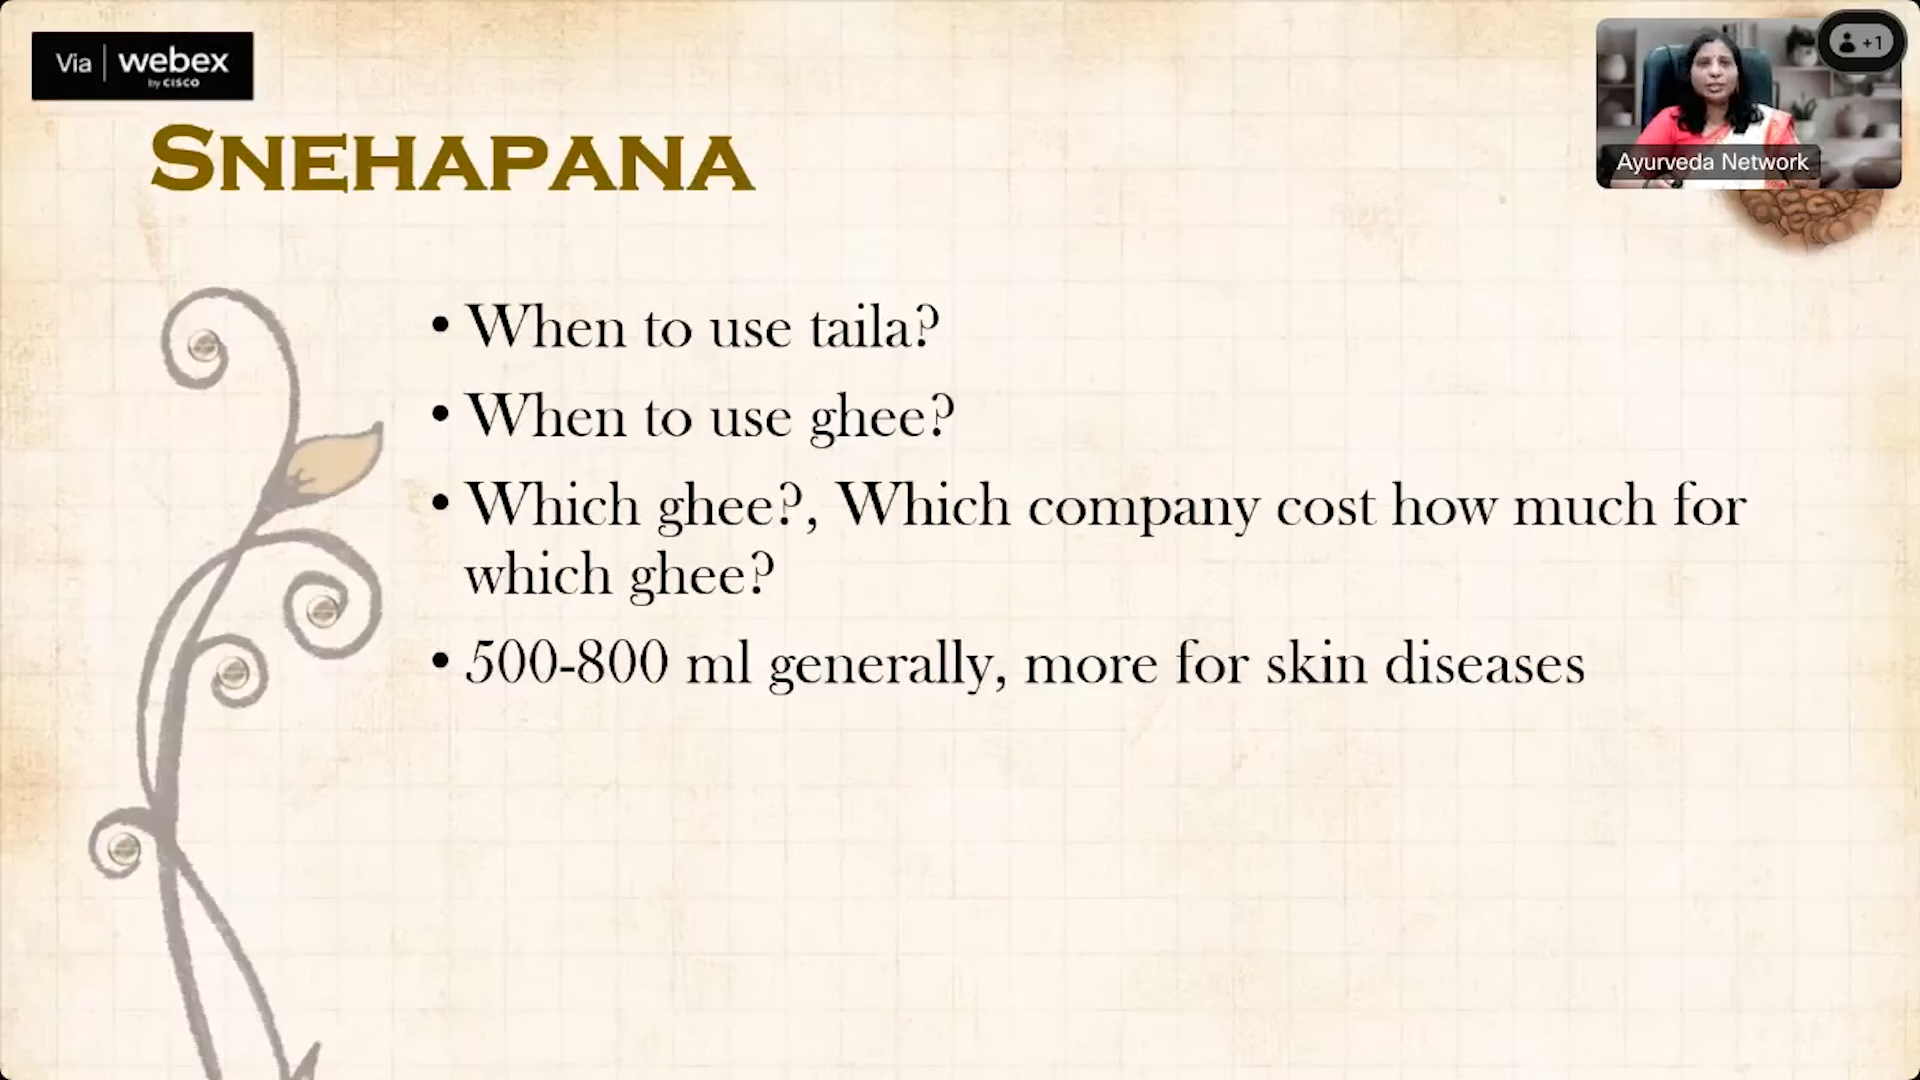 Via | webex
by CISCO
+1
Ayurveda Network
SNEHAPANA
• When to use taila?
• When to use ghee?
• Which ghee?, Which company cost how much for
which ghee?
• 500-800 ml generally, more for skin diseases